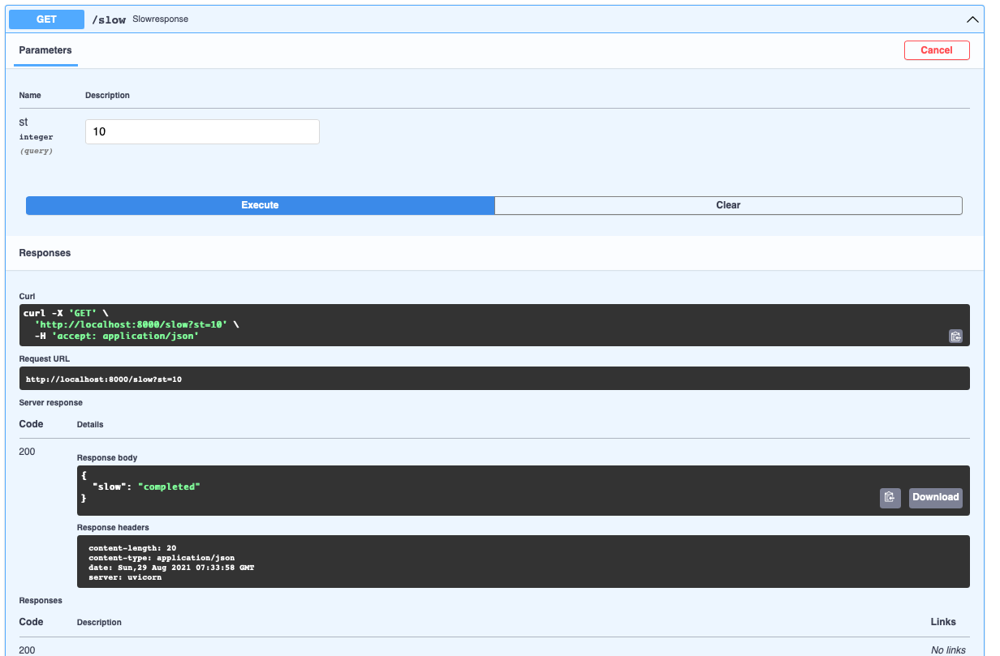 GET /slow Slowresponse
Parameters Cancel
Name Description
st 10
integer
(query)
Execute Clear
Responses
Curl
curl -X 'GET' \
'http://localhost:8000/slow?st=10' \
-H 'accept: application/json'
Request URL
http://localhost:8000/slow?st=10
Server response
Code Details
200
Response body
{
"slow": "completed"
}
Download
Response headers
content-length: 20
content-type: application/json
date: Sun,29 Aug 2021 07:33:58 GMT
server: uvicorn
Responses
Code Description Links
200 No links